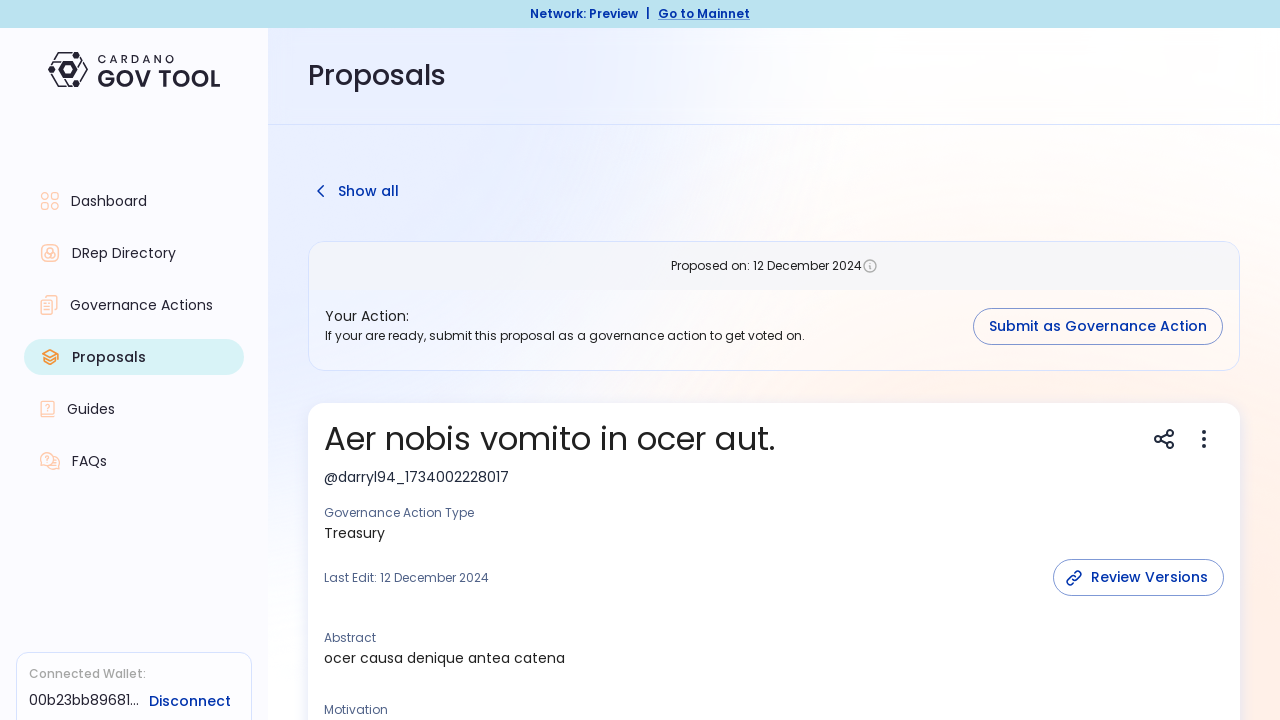 Network: Preview | Go to Mainnet
CARDANO
GOV TOOL
Proposals
Dashboard
DRep Directory
Governance Actions
Proposals
Guides
FAQs
Connected Wallet:
00b23bb89681... Disconnect
Show all
Proposed on: 12 December 2024
Your Action:
If your are ready, submit this proposal as a governance action to get voted on.
Submit as Governance Action
Aer nobis vomito in ocer aut.
@darryl94_1734002228017
Governance Action Type
Treasury
Last Edit: 12 December 2024
Review Versions
Abstract
ocer causa denique antea catena
Motivation